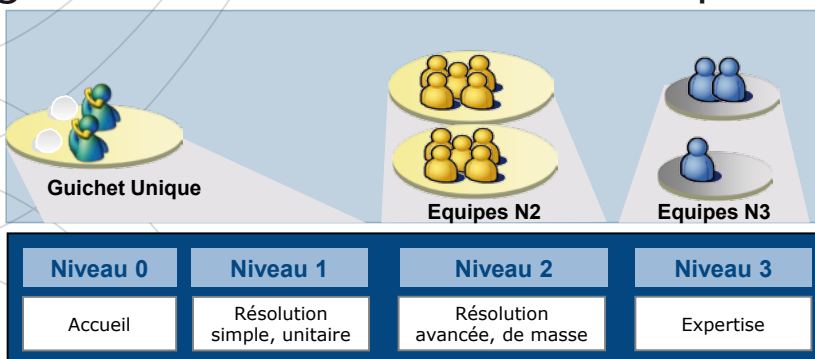 Guichet Unique
Equipes N2
Equipes N3
Niveau 0
Niveau 1
Niveau 2
Niveau 3
Accueil
Résolution
simple, unitaire
Résolution
avancée, de masse
Expertise